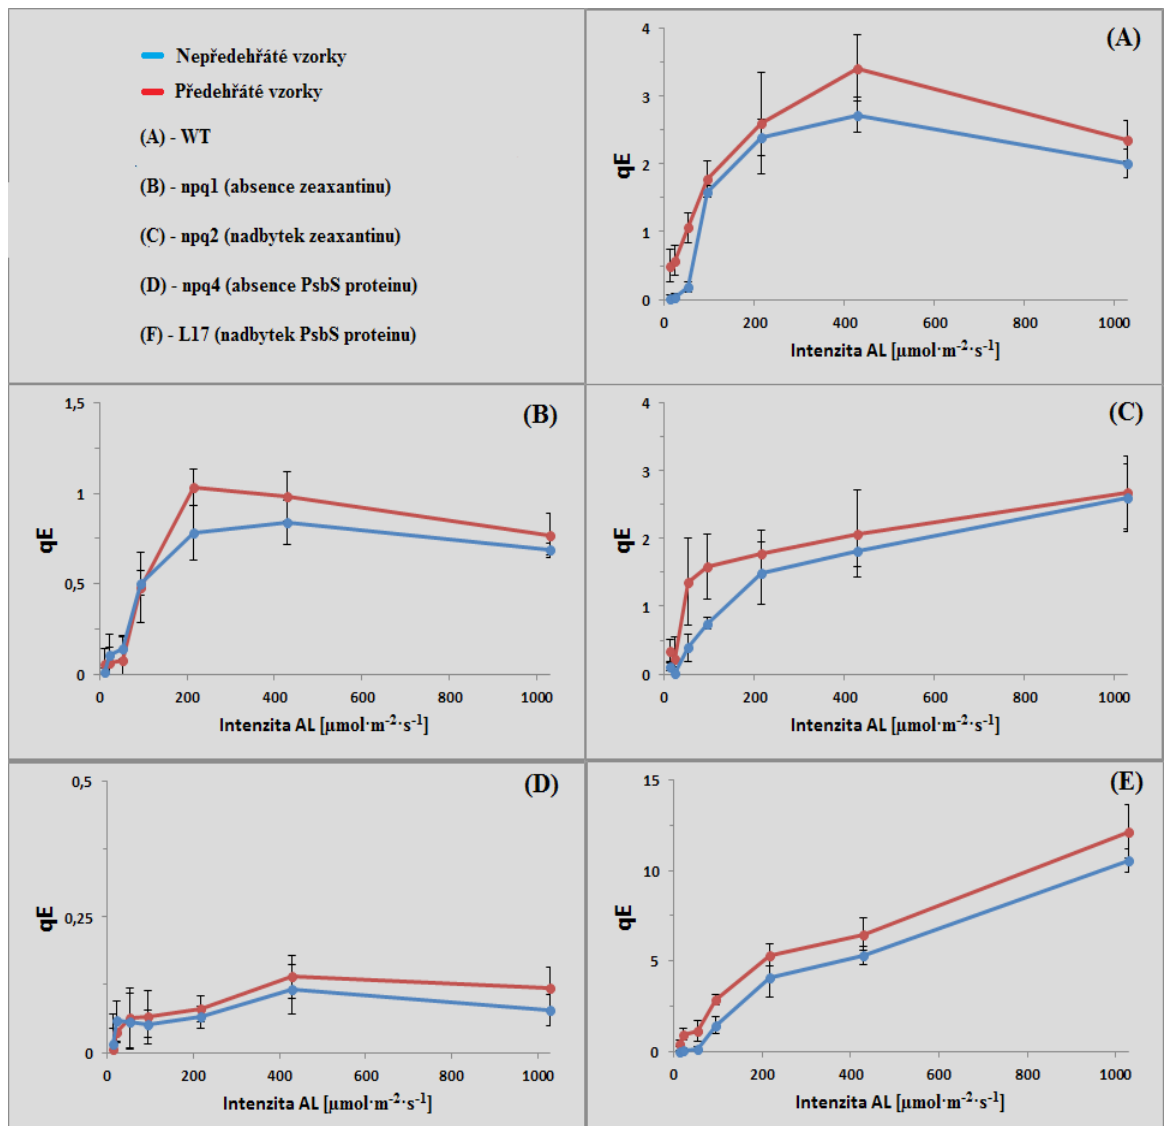 Nepředehřáté vzorky
Předehřáté vzorky
(A) - WT
(B) - npq1 (absence zeaxantinu)
(C) - npq2 (nadbytek zeaxantinu)
(D) - npq4 (absence PsbS proteinu)
(F) - L17 (nadbytek PsbS proteinu)
(A)
4
3
2
1
0
qE
0 200 400 600 800 1000
Intenzita AL [µmol·m⁻²·s⁻¹]
(B)
1,5
1
0,5
0
qE
0 200 400 600 800 1000
Intenzita AL [µmol·m⁻²·s⁻¹]
(C)
4
3
2
1
0
qE
0 200 400 600 800 1000
Intenzita AL [µmol·m⁻²·s⁻¹]
(D)
0,5
0,25
0
qE
0 200 400 600 800 1000
Intenzita AL [µmol·m⁻²·s⁻¹]
(E)
15
10
5
0
qE
0 200 400 600 800 1000
Intenzita AL [µmol·m⁻²·s⁻¹]